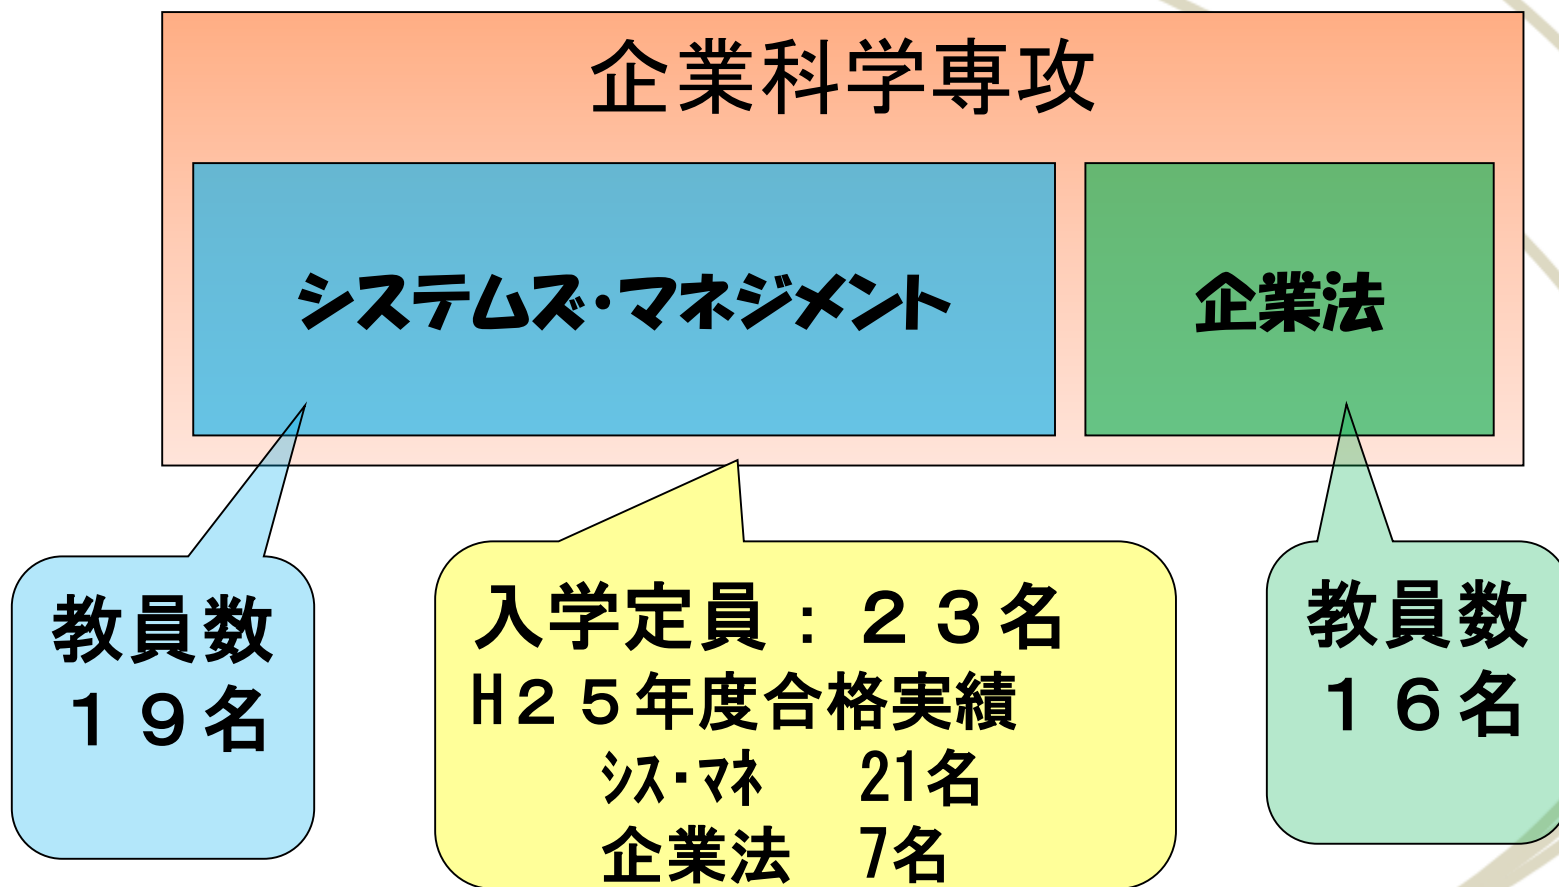 企業科学専攻
システムズ・マネジメント
企業法
教員数
１９名
入学定員：２３名
H２５年度合格実績
ｼｽ・ﾏﾈ 21名
企業法 7名
教員数
１６名